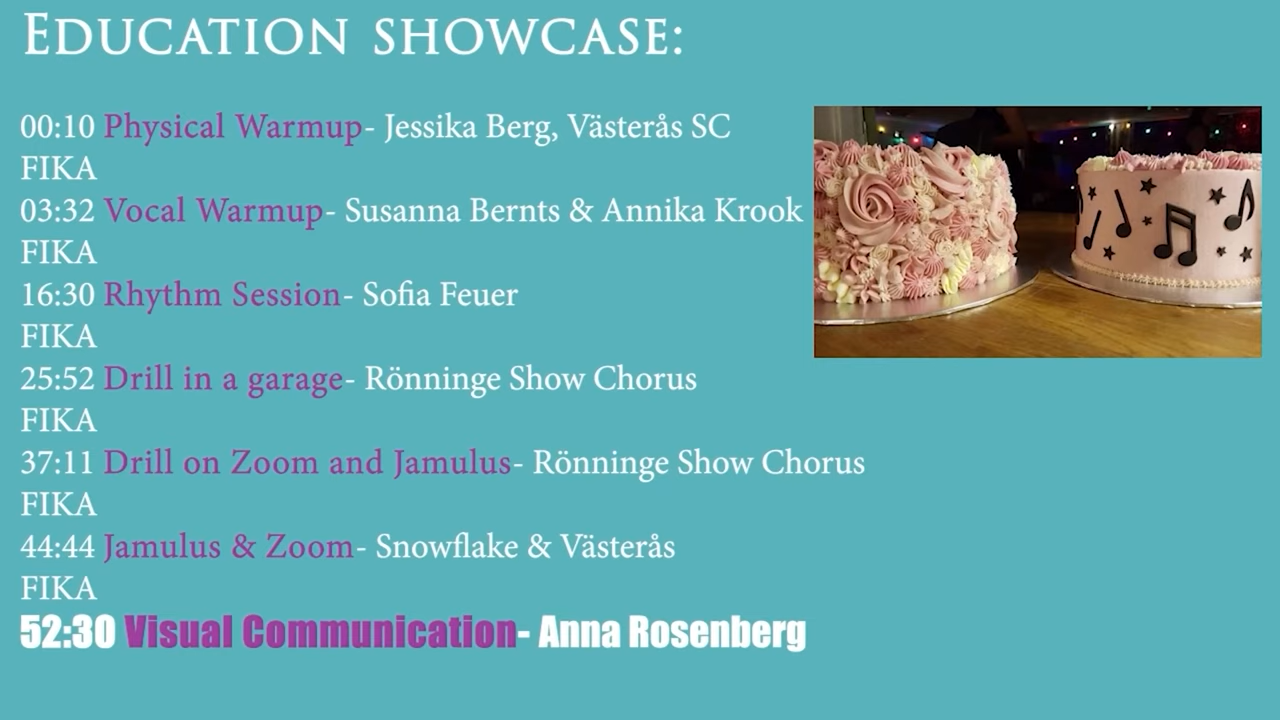 Education showcase:
00:10 Physical Warmup- Jessika Berg, Västerås SC
FIKA
03:32 Vocal Warmup- Susanna Bernts & Annika Krook
FIKA
16:30 Rhythm Session- Sofia Feuer
FIKA
25:52 Drill in a garage- Rönninge Show Chorus
FIKA
37:11 Drill on Zoom and Jamulus- Rönninge Show Chorus
FIKA
44:44 Jamulus & Zoom- Snowflake & Västerås
FIKA
52:30 Visual Communication- Anna Rosenberg